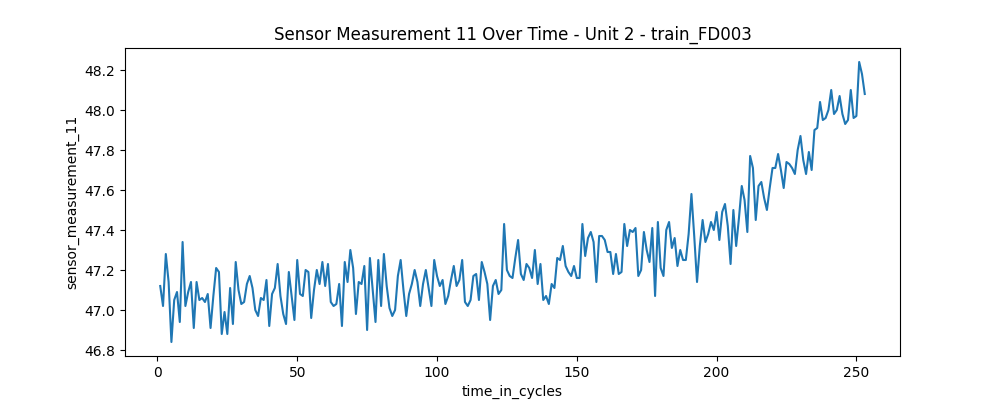 Sensor Measurement 11 Over Time - Unit 2 - train_FD003
48.2
48.0
47.8
47.6
47.4
47.2
47.0
46.8
sensor_measurement_11
0 50 100 150 200 250
time_in_cycles